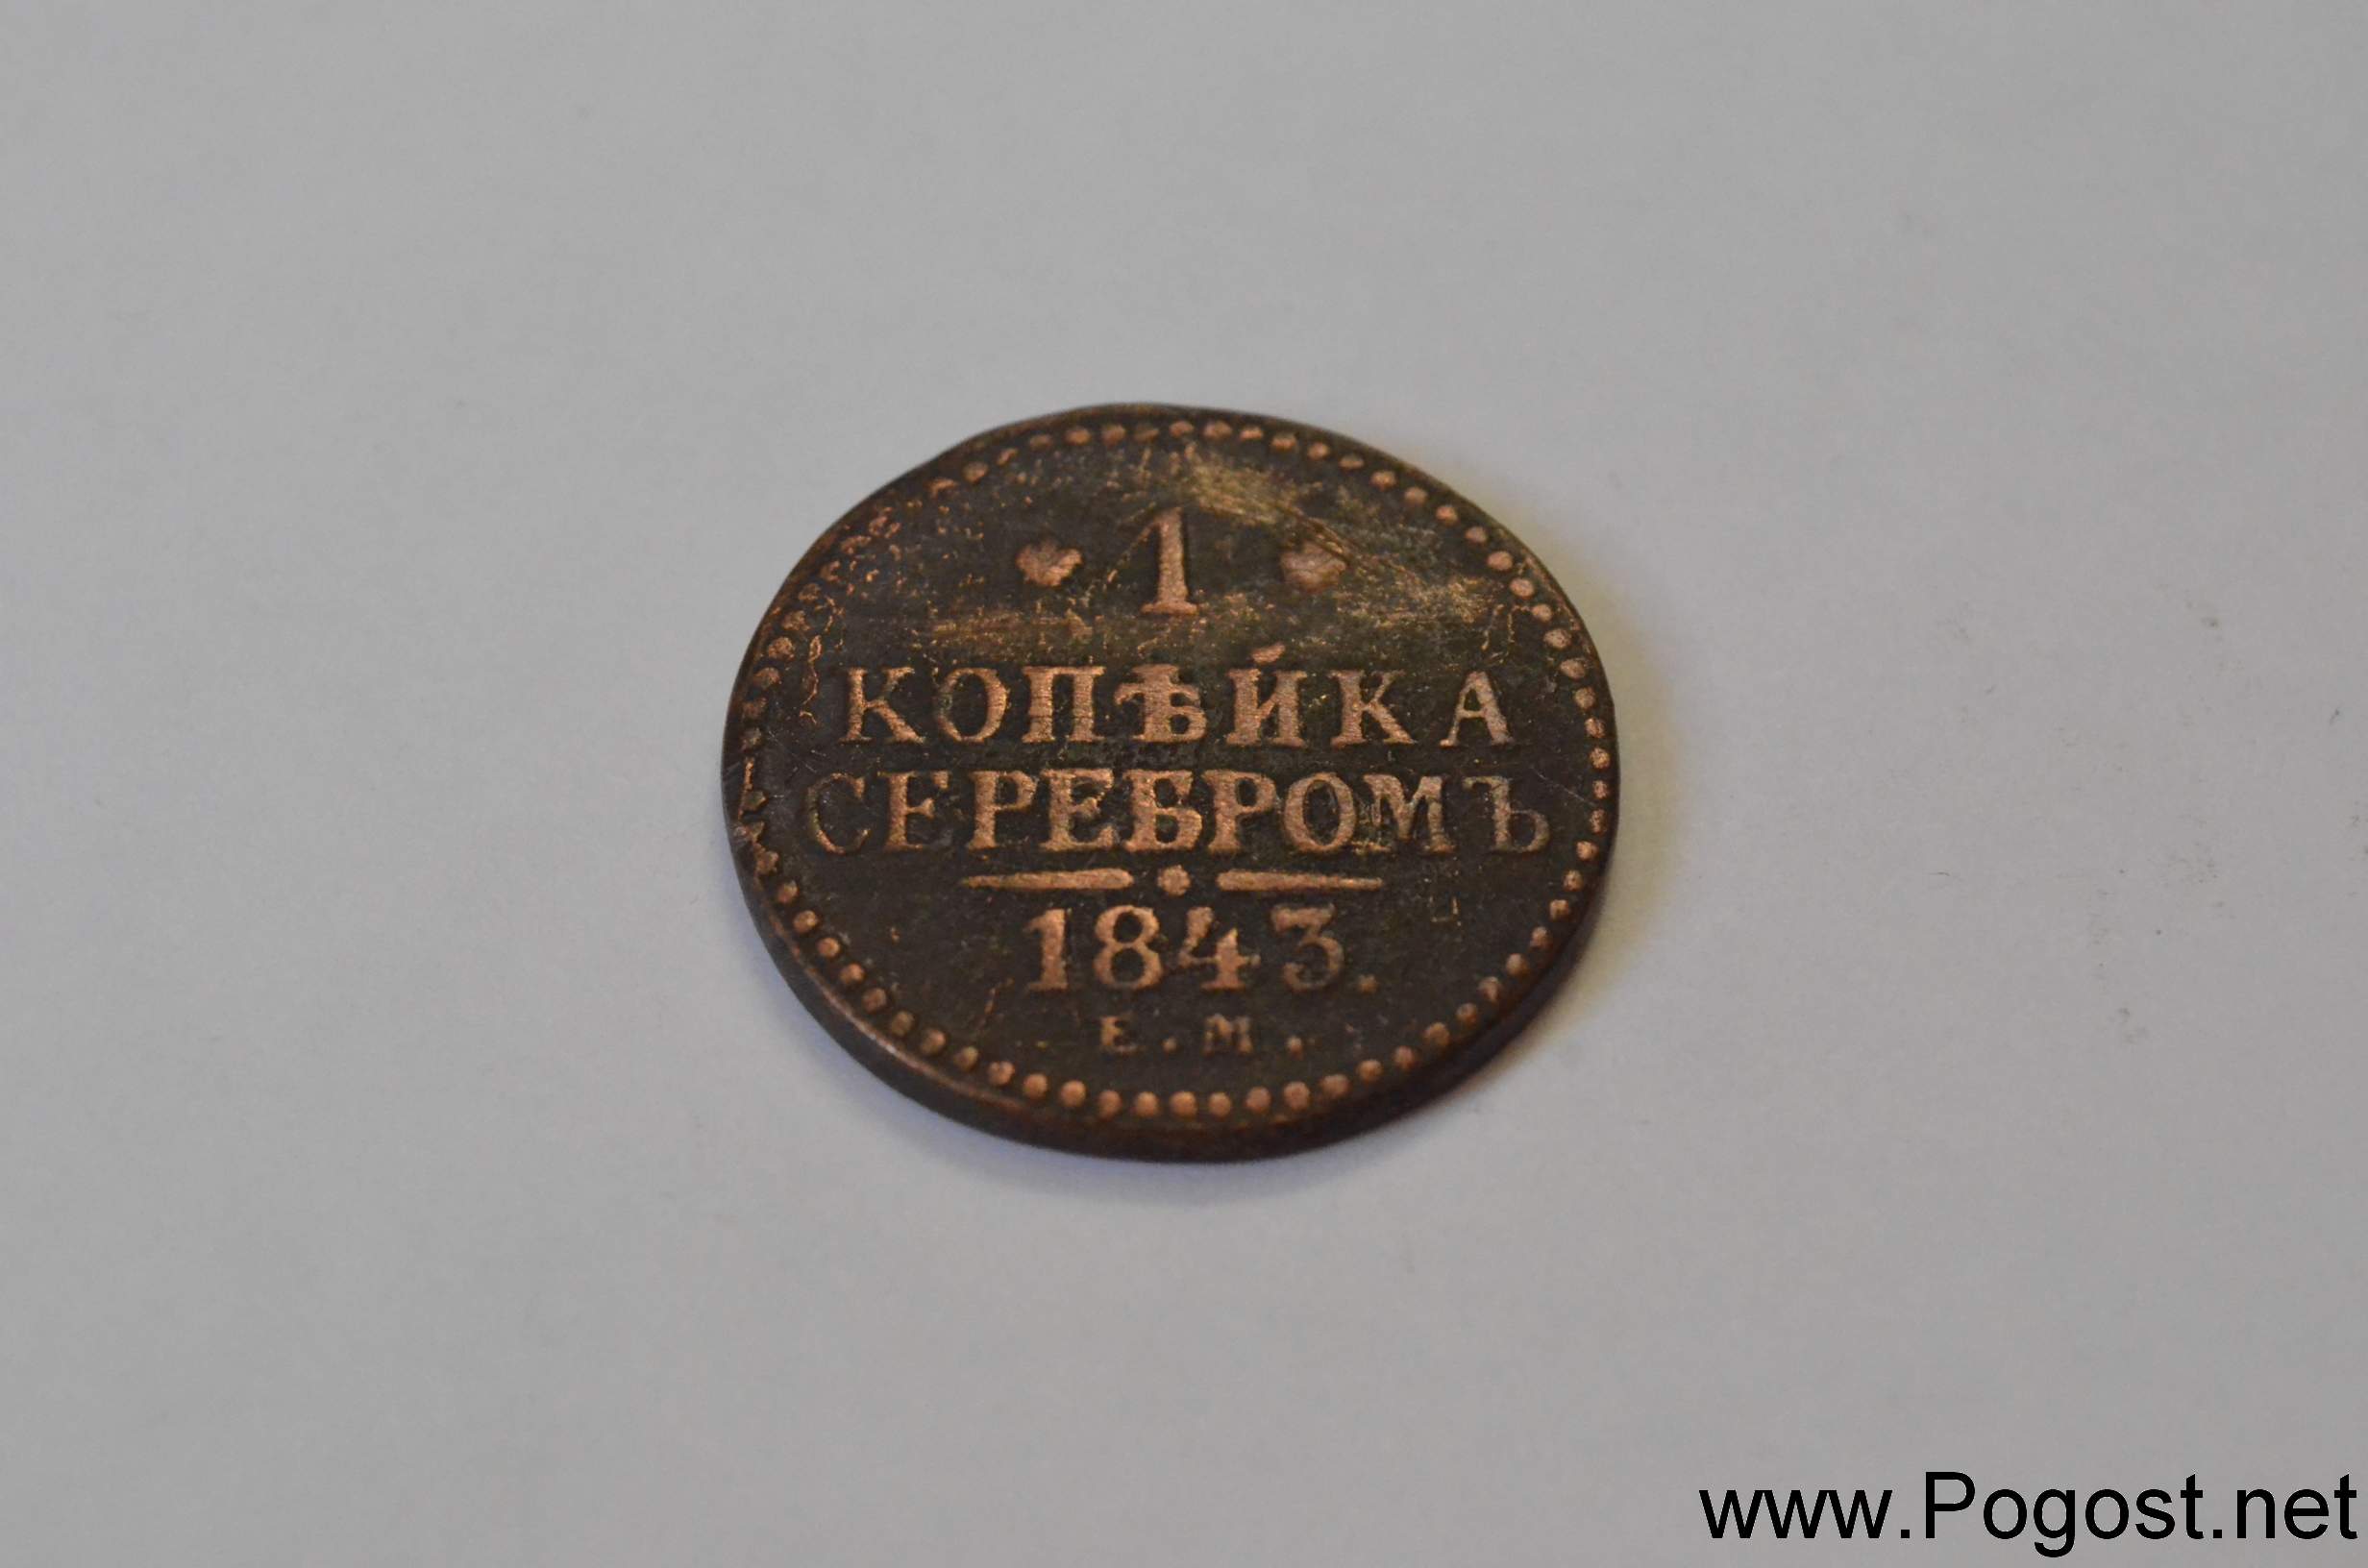 1
КОПѢЙКА
СЕРЕБРОМЪ
1843.
Е.М.
www.Pogost.net